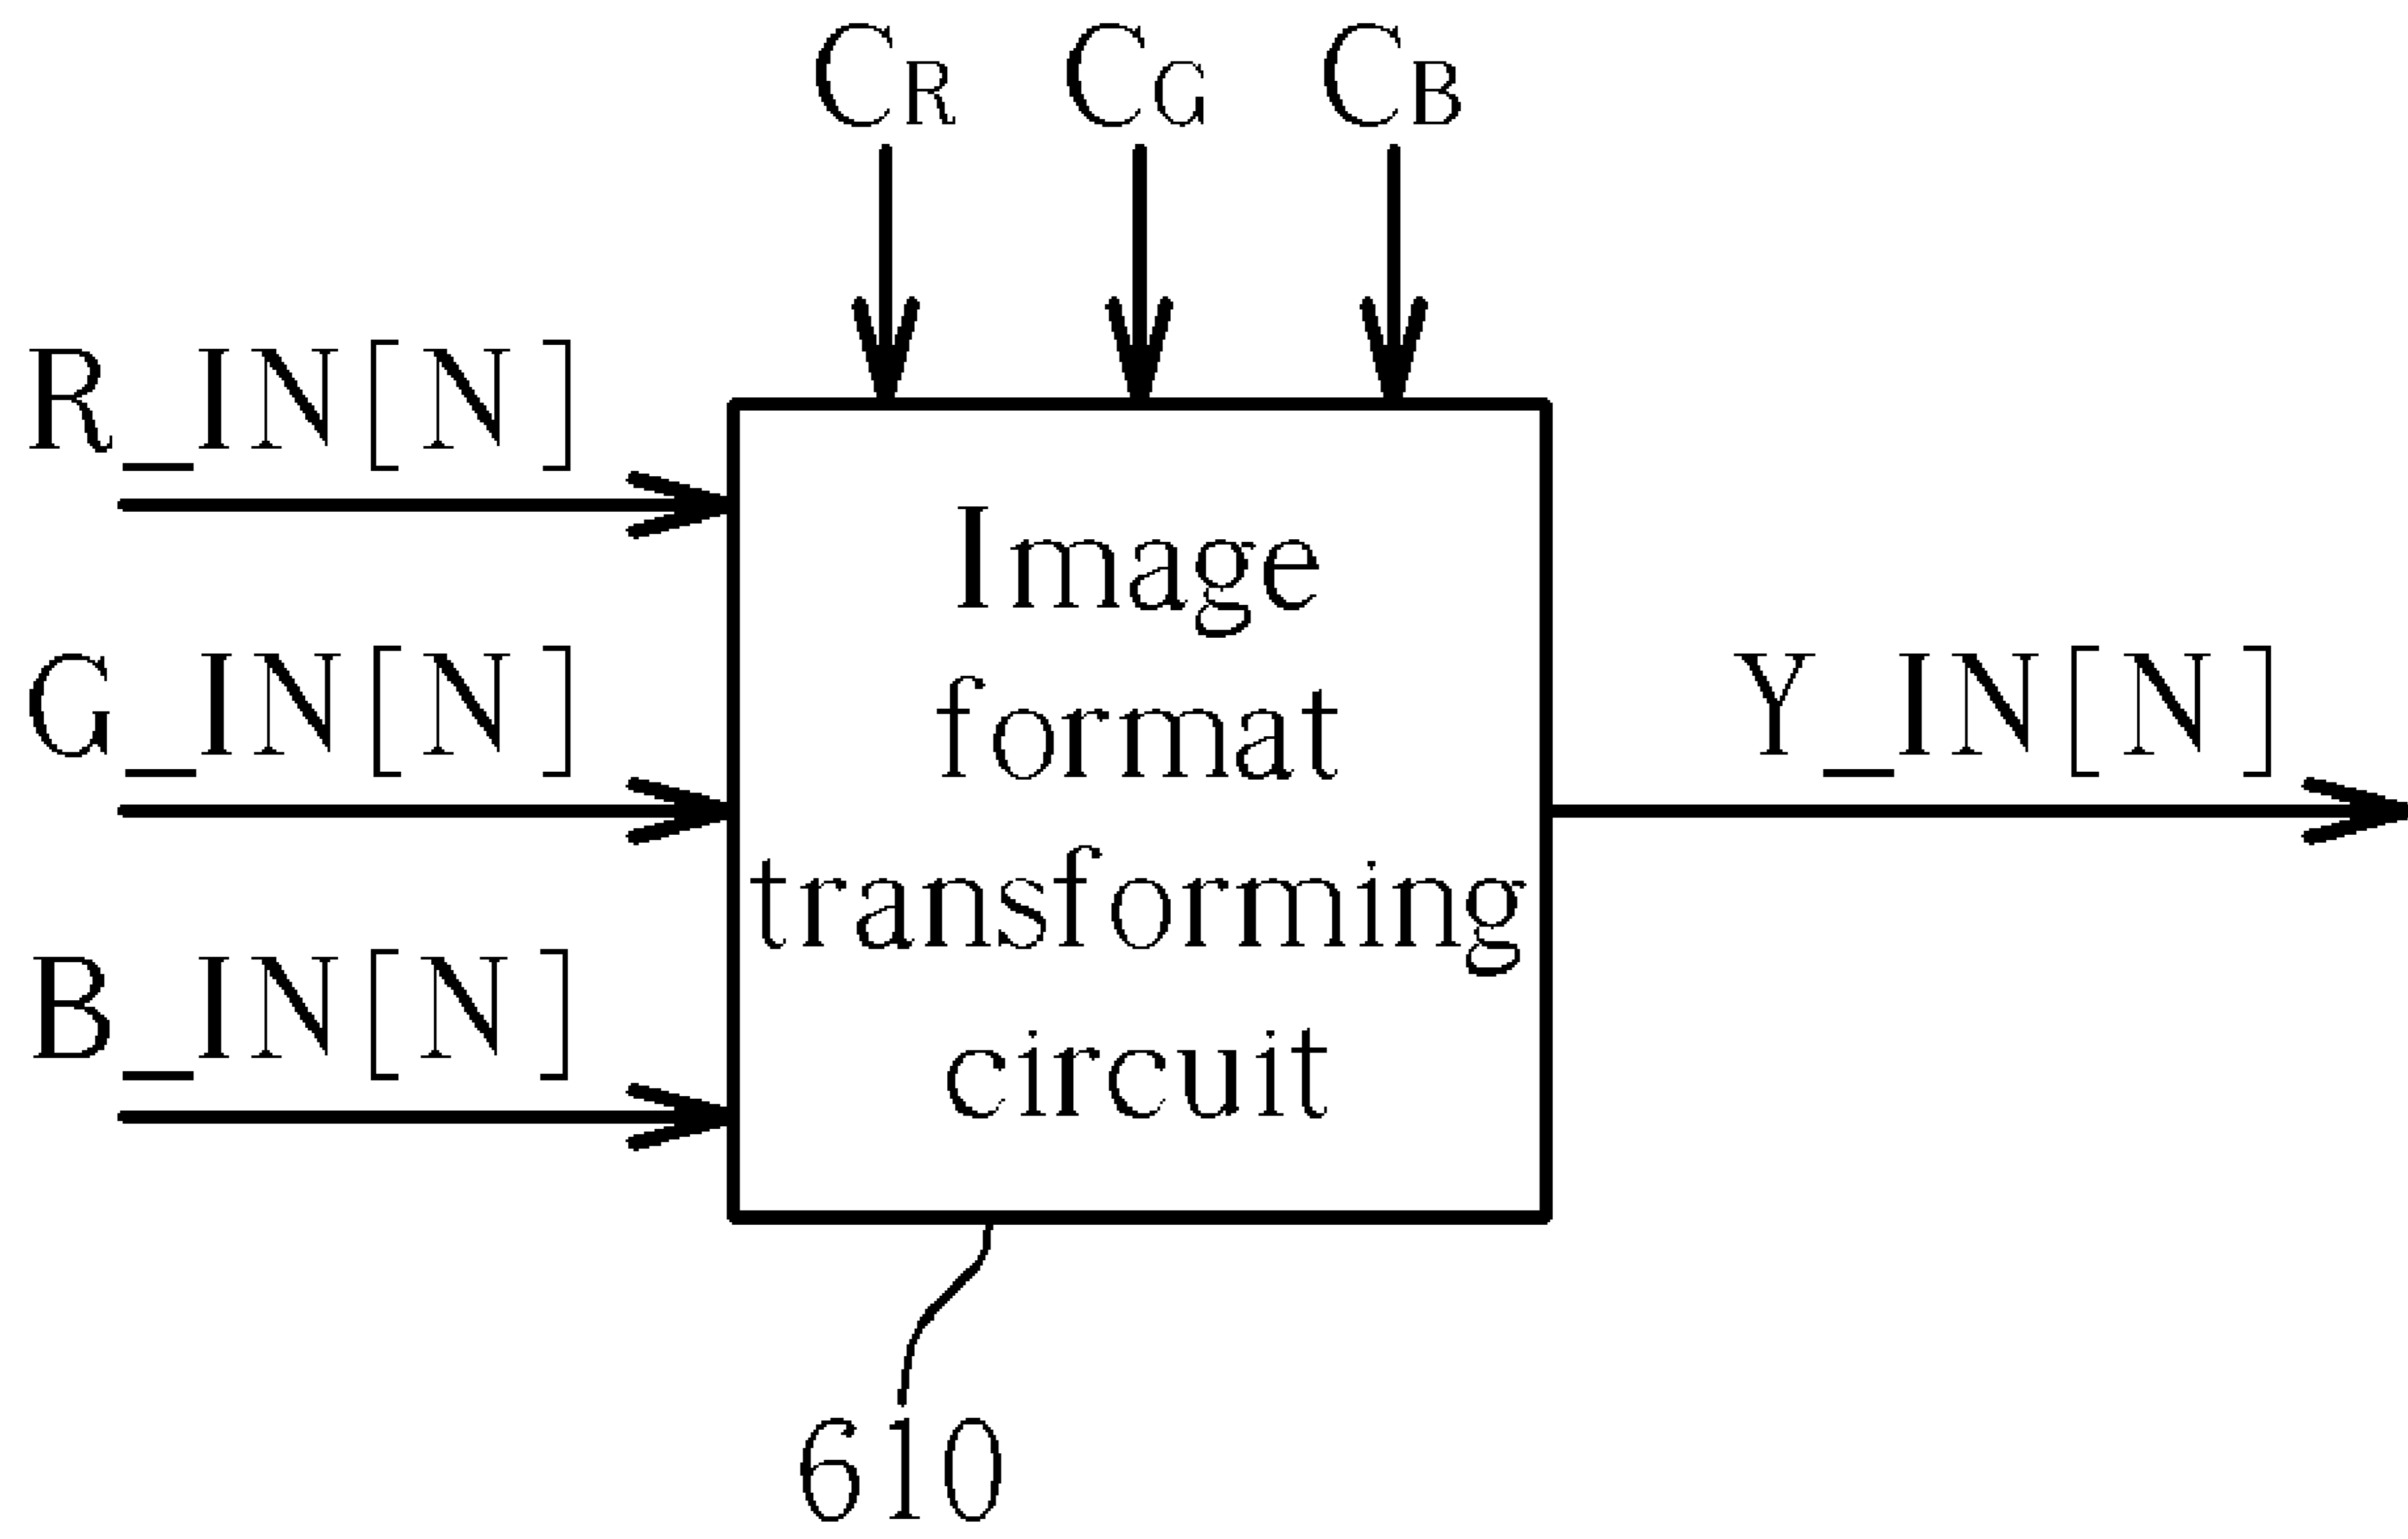 CR CG CB
R_IN[N]
G_IN[N]
B_IN[N]
Image
format
transforming
circuit
Y_IN[N]
610